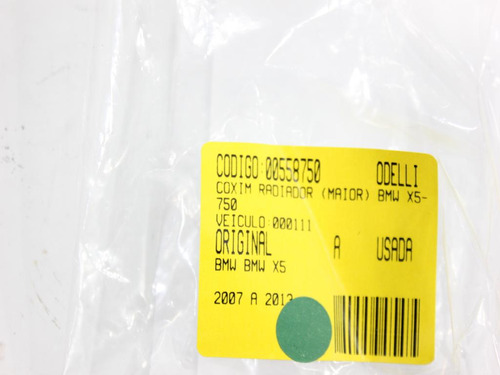 CODIGO:00558750 ODELLI
COXIM RADIADOR (MAIOR) BMW X5-
750
VEICULO:000111
ORIGINAL A USADA
BMW BMW X5
2007 A 2013